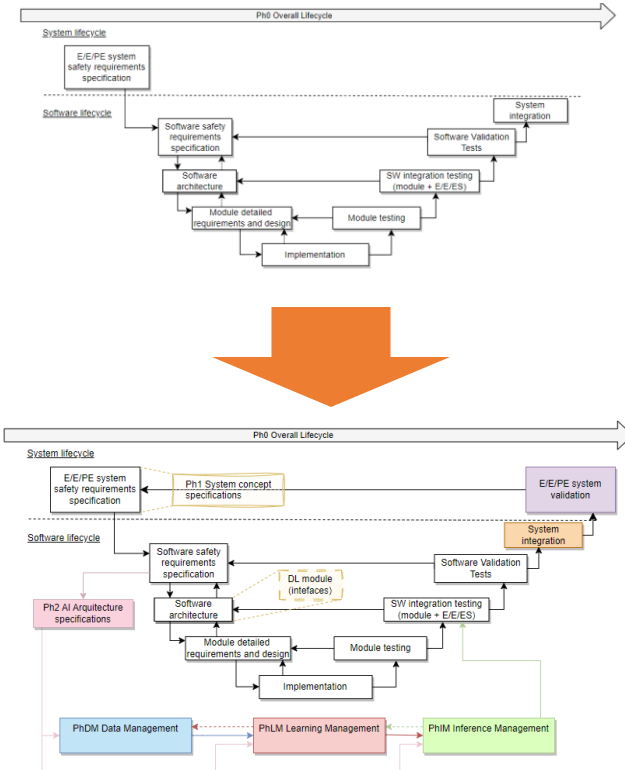 Ph0 Overall Lifecycle
System lifecycle
E/E/PE system
safety requirements
specification
Software lifecycle
System
integration
Software safety
requirements
specification
Software Validation
Tests
Software
architecture
SW integration testing
(module + E/E/ES)
Module detailed
requirements and design
Module testing
Implementation
Ph0 Overall Lifecycle
System lifecycle
E/E/PE system
safety requirements
specification
Ph1 System concept
specifications
E/E/PE system
validation
Software lifecycle
System
integration
Software safety
requirements
specification
Software Validation
Tests
DL module
(intefaces)
Ph2 AI Arquitecture
specifications
Software
architecture
SW integration testing
(module + E/E/ES)
Module detailed
requirements and design
Module testing
Implementation
PhDM Data Management
PhLM Learning Management
PhIM Inference Management